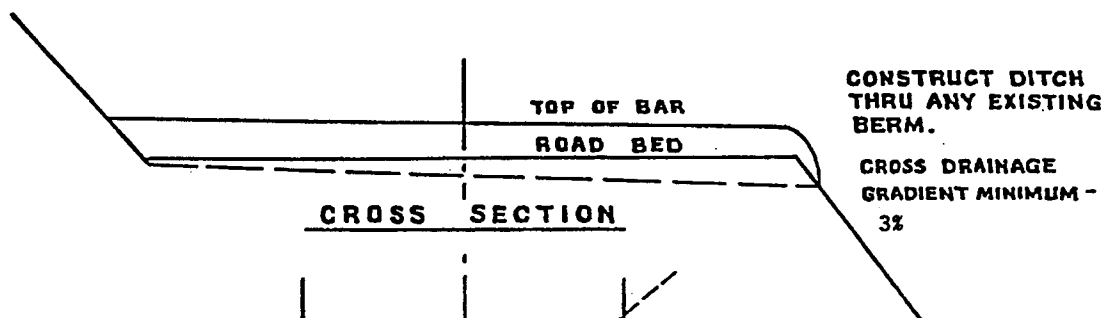 TOP OF BAR
ROAD BED
CROSS SECTION
CONSTRUCT DITCH
THRU ANY EXISTING
BERM.
CROSS DRAINAGE
GRADIENT MINIMUM -
3%